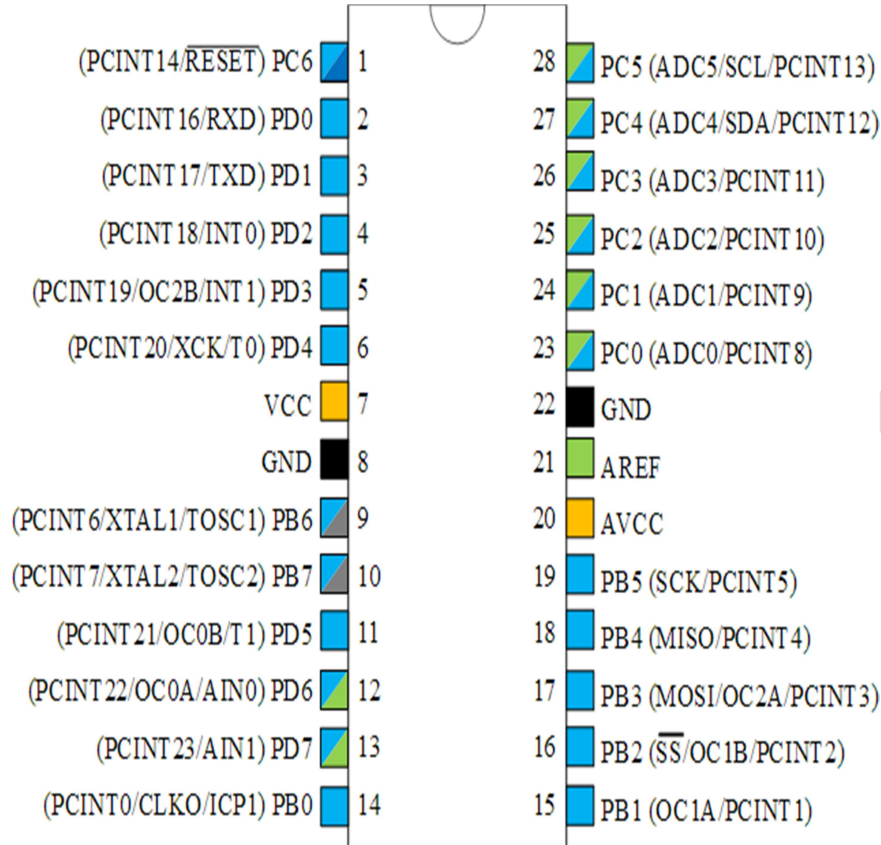 (PCINT14/RESET) PC6 1 28 PC5 (ADC5/SCL/PCINT13)
(PCINT16/RXD) PD0 2 27 PC4 (ADC4/SDA/PCINT12)
(PCINT17/TXD) PD1 3 26 PC3 (ADC3/PCINT11)
(PCINT18/INT0) PD2 4 25 PC2 (ADC2/PCINT10)
(PCINT19/OC2B/INT1) PD3 5 24 PC1 (ADC1/PCINT9)
(PCINT20/XCK/T0) PD4 6 23 PC0 (ADC0/PCINT8)
VCC 7 22 GND
GND 8 21 AREF
(PCINT6/XTAL1/TOSC1) PB6 9 20 AVCC
(PCINT7/XTAL2/TOSC2) PB7 10 19 PB5 (SCK/PCINT5)
(PCINT21/OC0B/T1) PD5 11 18 PB4 (MISO/PCINT4)
(PCINT22/OC0A/AIN0) PD6 12 17 PB3 (MOSI/OC2A/PCINT3)
(PCINT23/AIN1) PD7 13 16 PB2 (SS/OC1B/PCINT2)
(PCINT0/CLKO/ICP1) PB0 14 15 PB1 (OC1A/PCINT1)